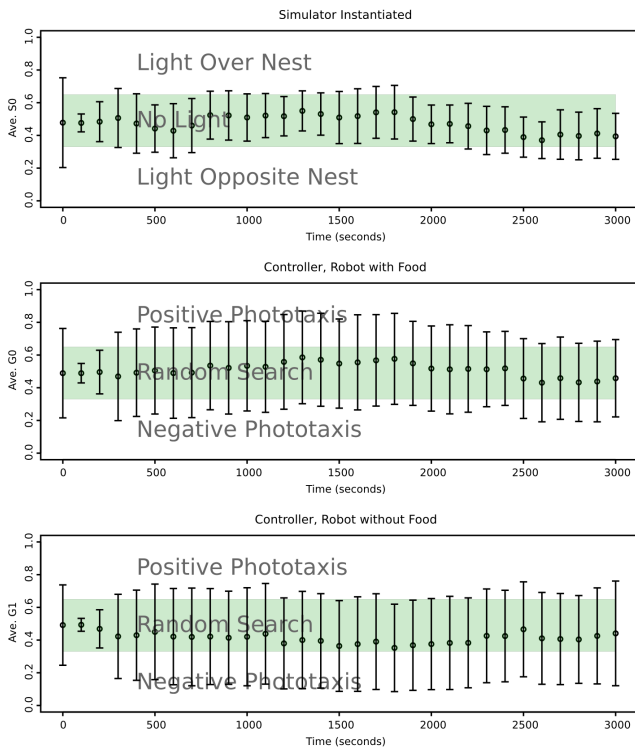 Simulator Instantiated
Ave. S0
0.0 0.2 0.4 0.6 0.8 1.0
Light Over Nest
No Light
Light Opposite Nest
0 500 1000 1500 2000 2500 3000
Time (seconds)
Controller, Robot with Food
Ave. G0
0.0 0.2 0.4 0.6 0.8 1.0
Positive Phototaxis
Random Search
Negative Phototaxis
0 500 1000 1500 2000 2500 3000
Time (seconds)
Controller, Robot without Food
Ave. G1
0.0 0.2 0.4 0.6 0.8 1.0
Positive Phototaxis
Random Search
Negative Phototaxis
0 500 1000 1500 2000 2500 3000
Time (seconds)